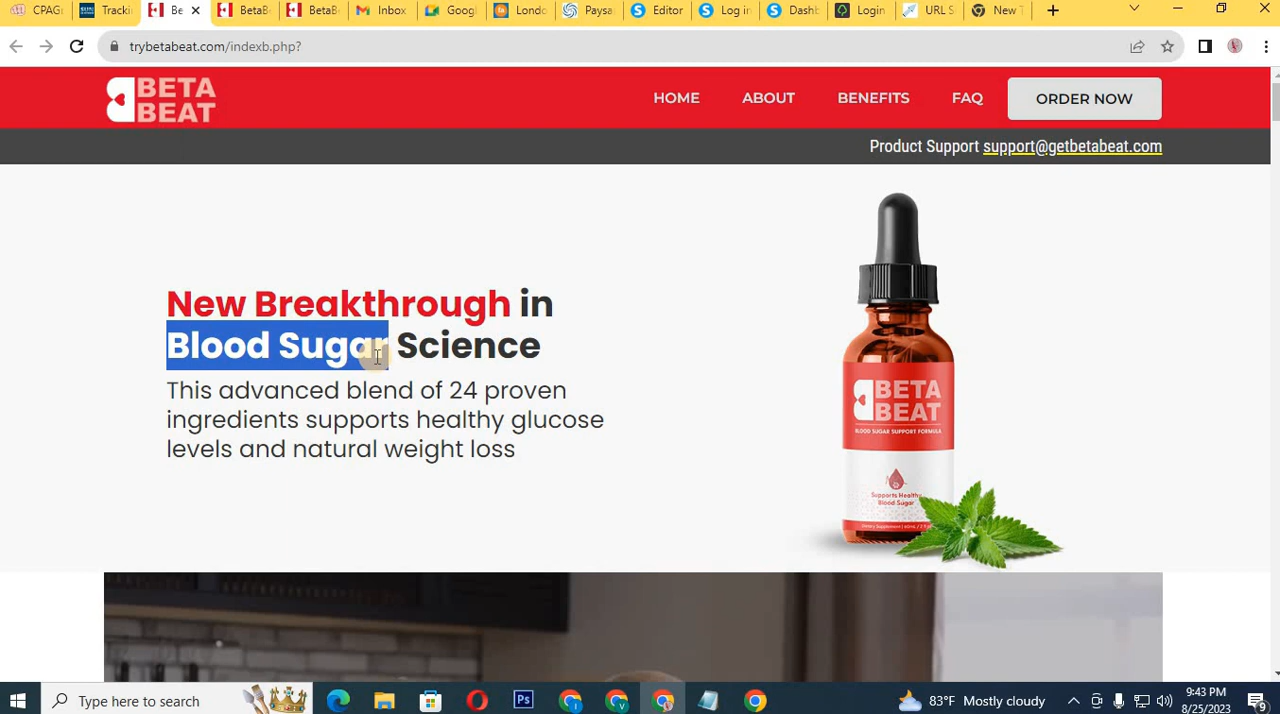 CPAG
Tracki
Be
BetaB
BetaB
Inbox
Goog
Londo
Paysa
Editor
Log in
Dashb
Login
URL S
New T
trybetabeat.com/indexb.php?
BETA
BEAT
HOME
ABOUT
BENEFITS
FAQ
ORDER NOW
Product Support support@getbetabeat.com
New Breakthrough in
Blood Sugar Science
This advanced blend of 24 proven
ingredients supports healthy glucose
levels and natural weight loss
BETA
BEAT
BLOOD SUGAR SUPPORT FORMULA
Supports Healthy
Blood Sugar
Type here to search
83°F Mostly cloudy
9:43 PM
8/25/2023